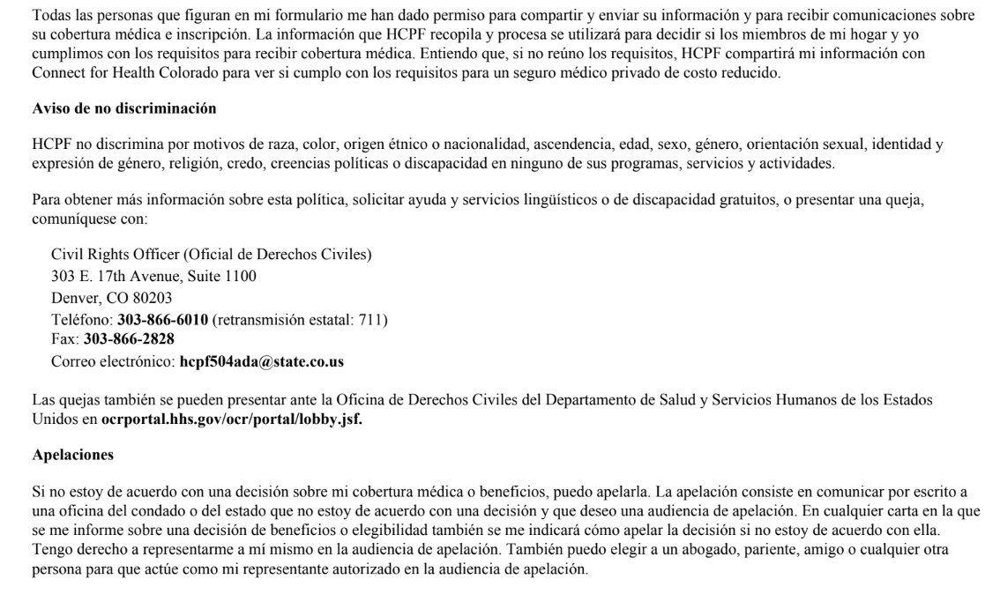 Todas las personas que figuran en mi formulario me han dado permiso para compartir y enviar su información y para recibir comunicaciones sobre
su cobertura médica e inscripción. La información que HCPF recopila y procesa se utilizará para decidir si los miembros de mi hogar y yo
cumplimos con los requisitos para recibir cobertura médica. Entiendo que, si no reúno los requisitos, HCPF compartirá mi información con
Connect for Health Colorado para ver si cumplo con los requisitos para un seguro médico privado de costo reducido.
Aviso de no discriminación
HCPF no discrimina por motivos de raza, color, origen étnico o nacionalidad, ascendencia, edad, sexo, género, orientación sexual, identidad y
expresión de género, religión, credo, creencias políticas o discapacidad en ninguno de sus programas, servicios y actividades.
Para obtener más información sobre esta política, solicitar ayuda y servicios lingüísticos o de discapacidad gratuitos, o presentar una queja,
comuníquese con:
Civil Rights Officer (Oficial de Derechos Civiles)
303 E. 17th Avenue, Suite 1100
Denver, CO 80203
Teléfono: 303-866-6010 (retransmisión estatal: 711)
Fax: 303-866-2828
Correo electrónico: hcpf504ada@state.co.us
Las quejas también se pueden presentar ante la Oficina de Derechos Civiles del Departamento de Salud y Servicios Humanos de los Estados
Unidos en ocrportal.hhs.gov/ocr/portal/lobby.jsf.
Apelaciones
Si no estoy de acuerdo con una decisión sobre mi cobertura médica o beneficios, puedo apelarla. La apelación consiste en comunicar por escrito a
una oficina del condado o del estado que no estoy de acuerdo con una decisión y que deseo una audiencia de apelación. En cualquier carta en la que
se me informe sobre una decisión de beneficios o elegibilidad también se me indicará cómo apelar la decisión si no estoy de acuerdo con ella.
Tengo derecho a representarme a mí mismo en la audiencia de apelación. También puedo elegir a un abogado, pariente, amigo o cualquier otra
persona para que actúe como mi representante autorizado en la audiencia de apelación.